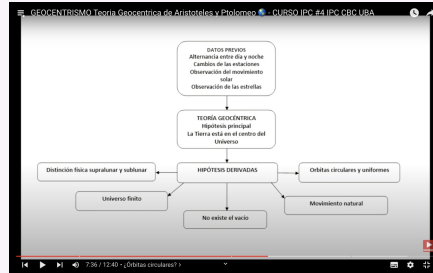 GEOCENTRISMO Teoría Geocentrica de Aristoteles y Ptolomeo 🌎 - CURSO IPC #4 IPC CBC UBA
DATOS PREVIOS
Alternancia entre día y noche
Cambios de las estaciones
Observación del movimiento
solar
Observación de las estrellas
TEORÍA GEOCÉNTRICA
Hipótesis principal
La Tierra está en el centro del
Universo
Distinción física supralunar y sublunar
HIPÓTESIS DERIVADAS
Orbitas circulares y uniformes
Universo finito
No existe el vacío
Movimiento natural
7:36 / 12:40 • ¿Órbitas circulares? ›